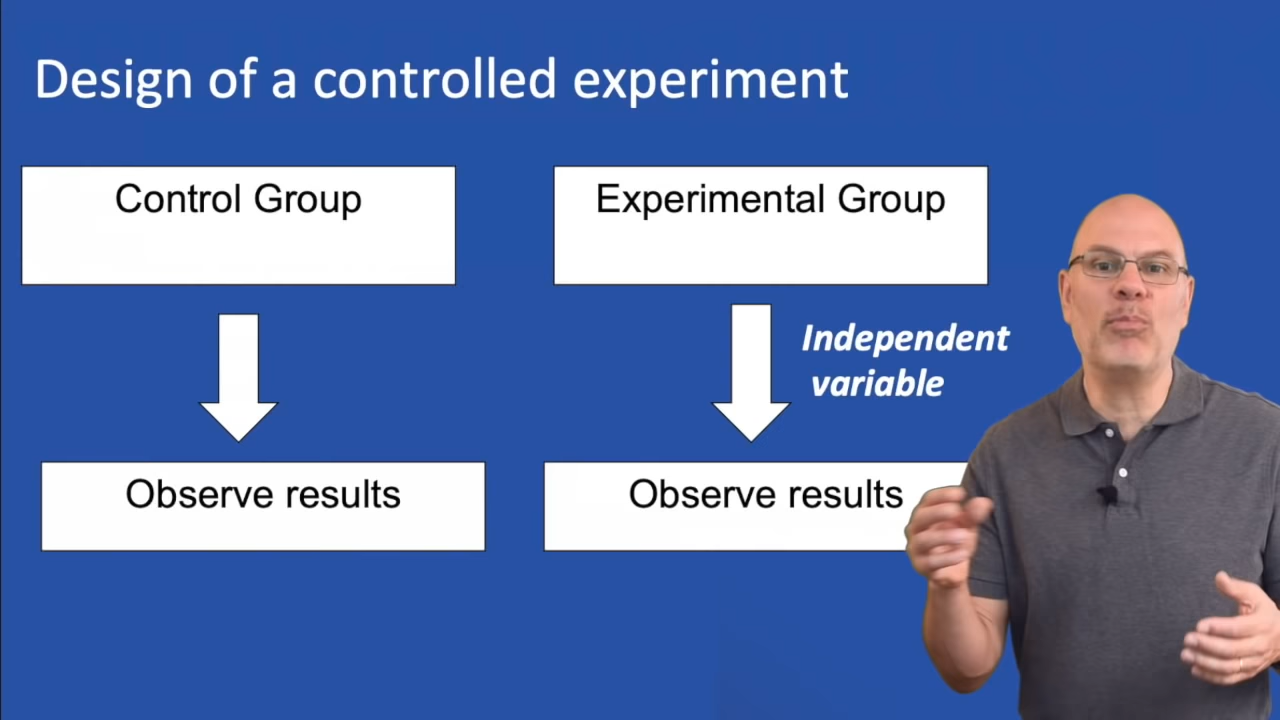 Design of a controlled experiment
Control Group
Experimental Group
Independent
variable
Observe results
Observe results